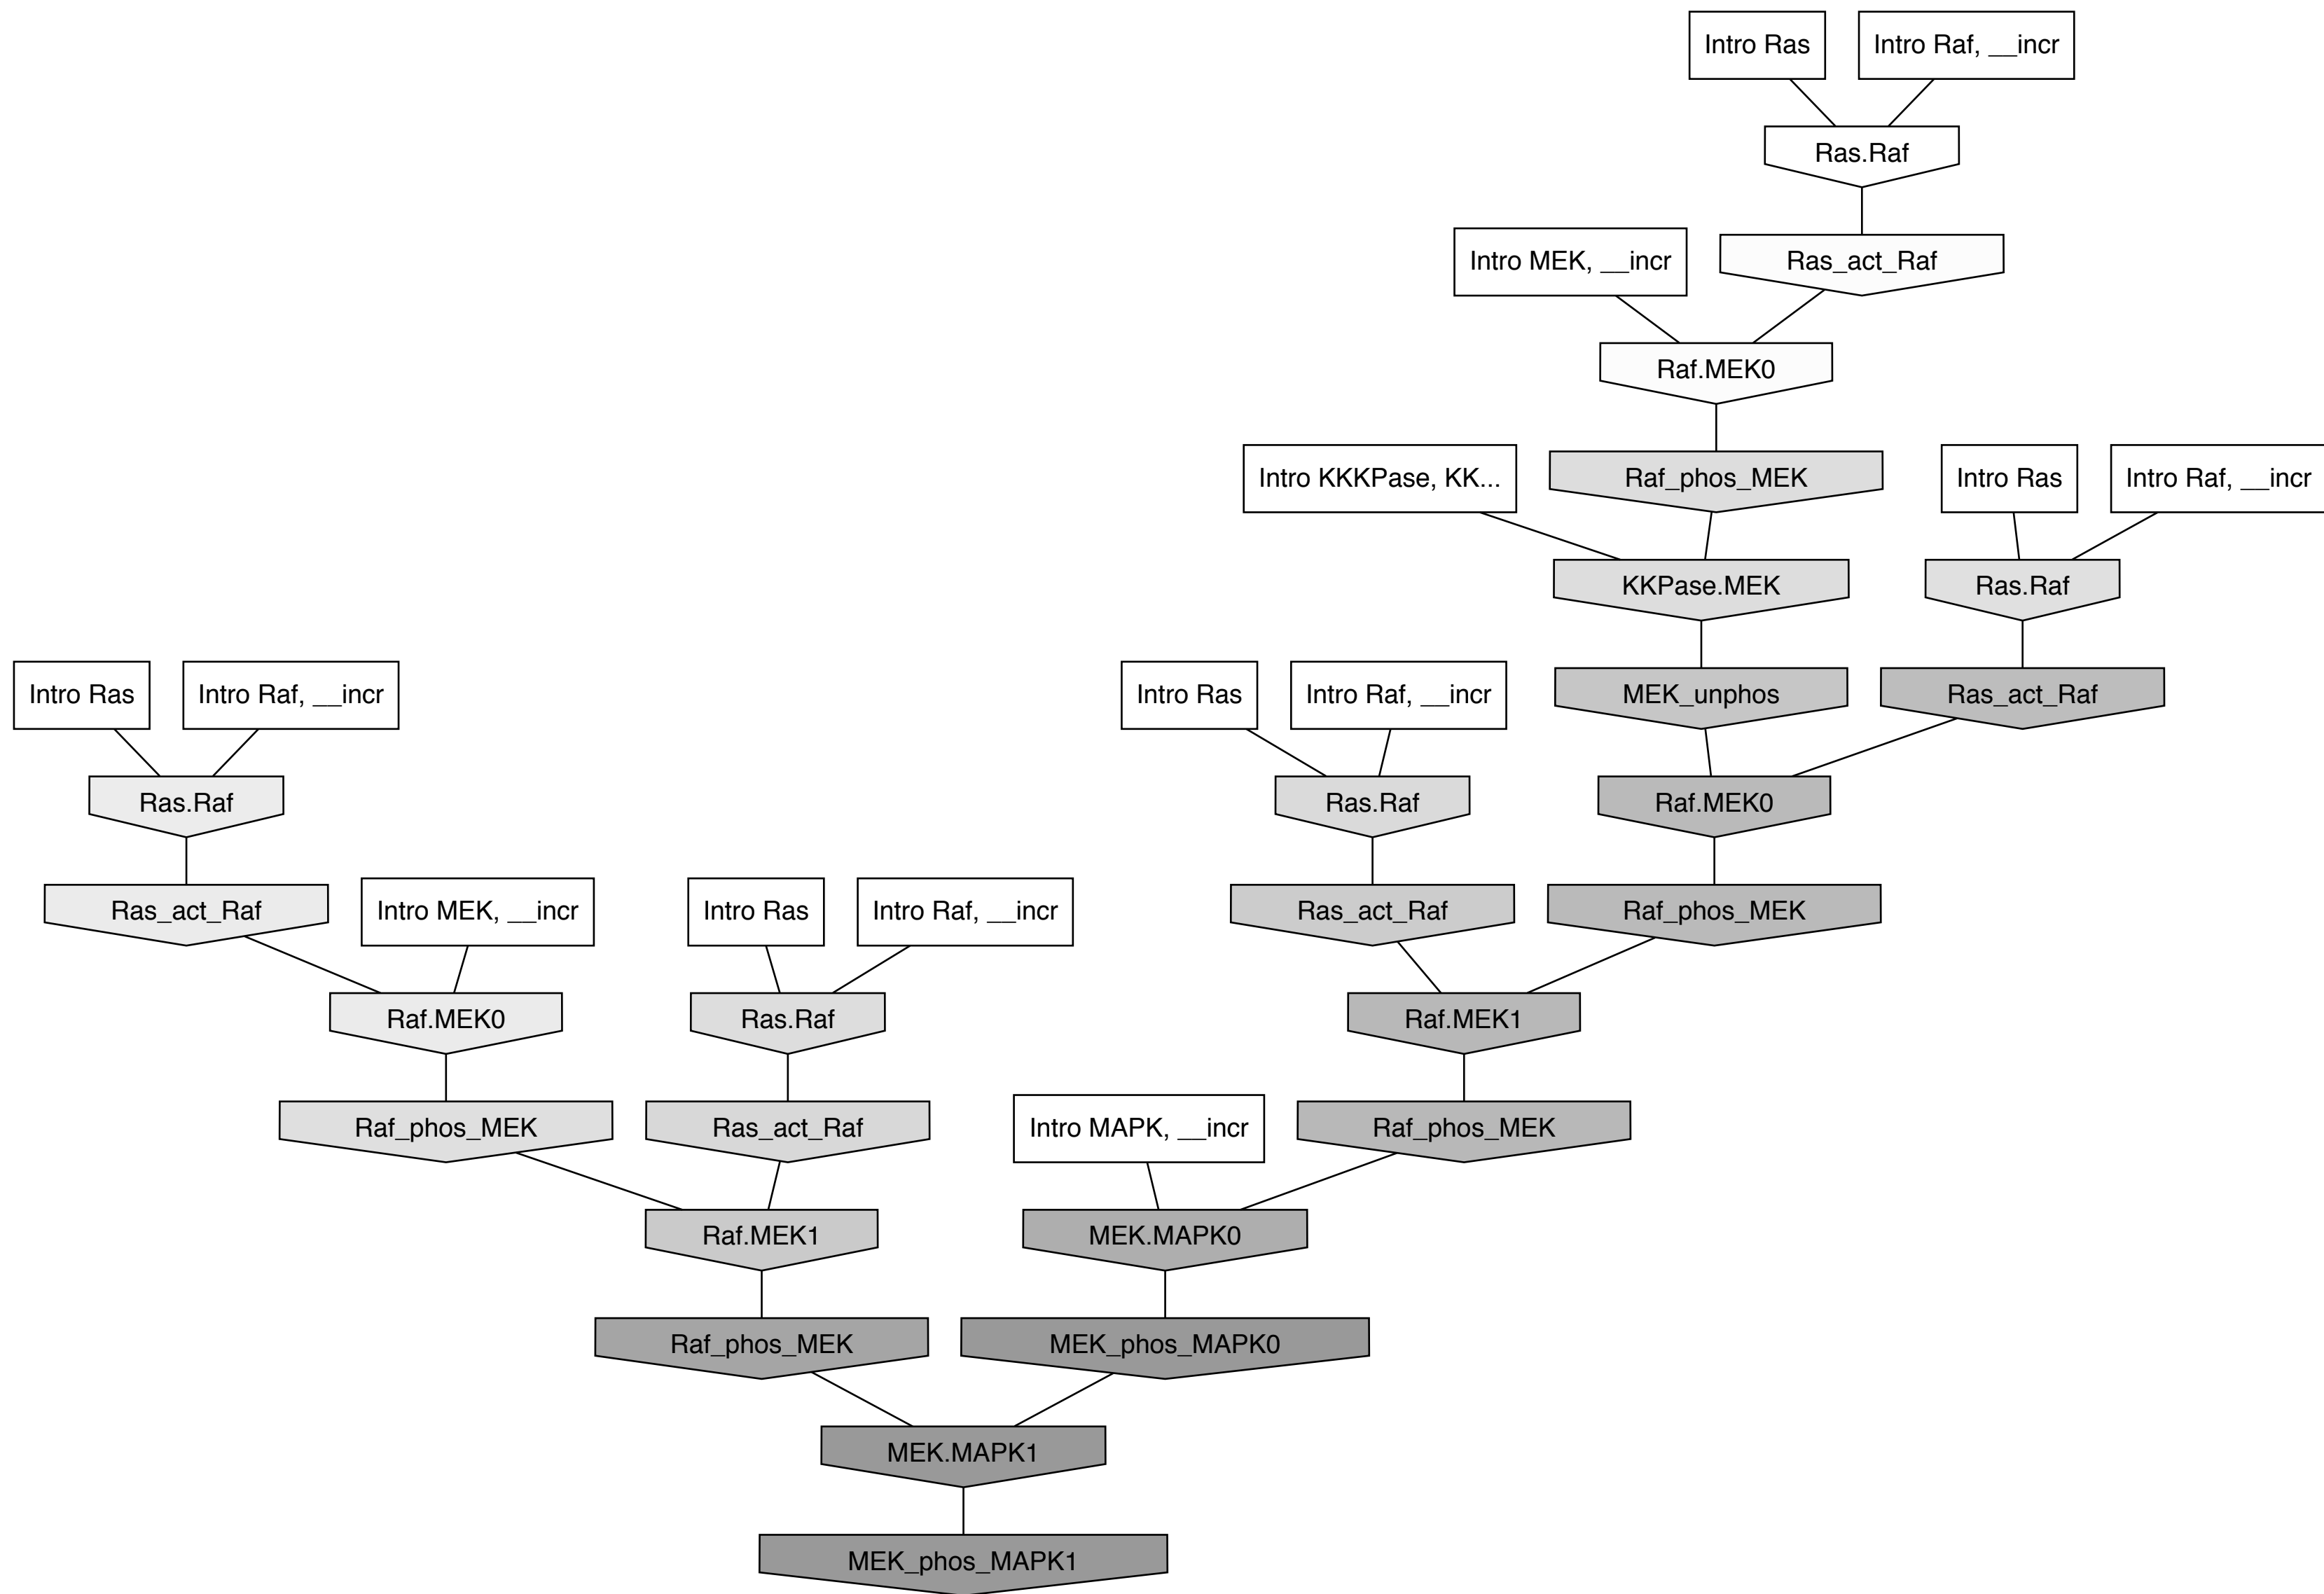 Intro Ras
Intro Raf, __incr
Ras.Raf
Intro MEK, __incr
Ras_act_Raf
Raf.MEK0
Intro KKKPase, KK...
Raf_phos_MEK
Intro Ras
Intro Raf, __incr
KKPase.MEK
Ras.Raf
Intro Ras
Intro Raf, __incr
Intro Ras
Intro Raf, __incr
MEK_unphos
Ras_act_Raf
Ras.Raf
Ras.Raf
Raf.MEK0
Ras_act_Raf
Intro MEK, __incr
Intro Ras
Intro Raf, __incr
Ras_act_Raf
Raf_phos_MEK
Raf.MEK0
Ras.Raf
Raf.MEK1
Raf_phos_MEK
Ras_act_Raf
Intro MAPK, __incr
Raf_phos_MEK
Raf.MEK1
MEK.MAPK0
Raf_phos_MEK
MEK_phos_MAPK0
MEK.MAPK1
MEK_phos_MAPK1